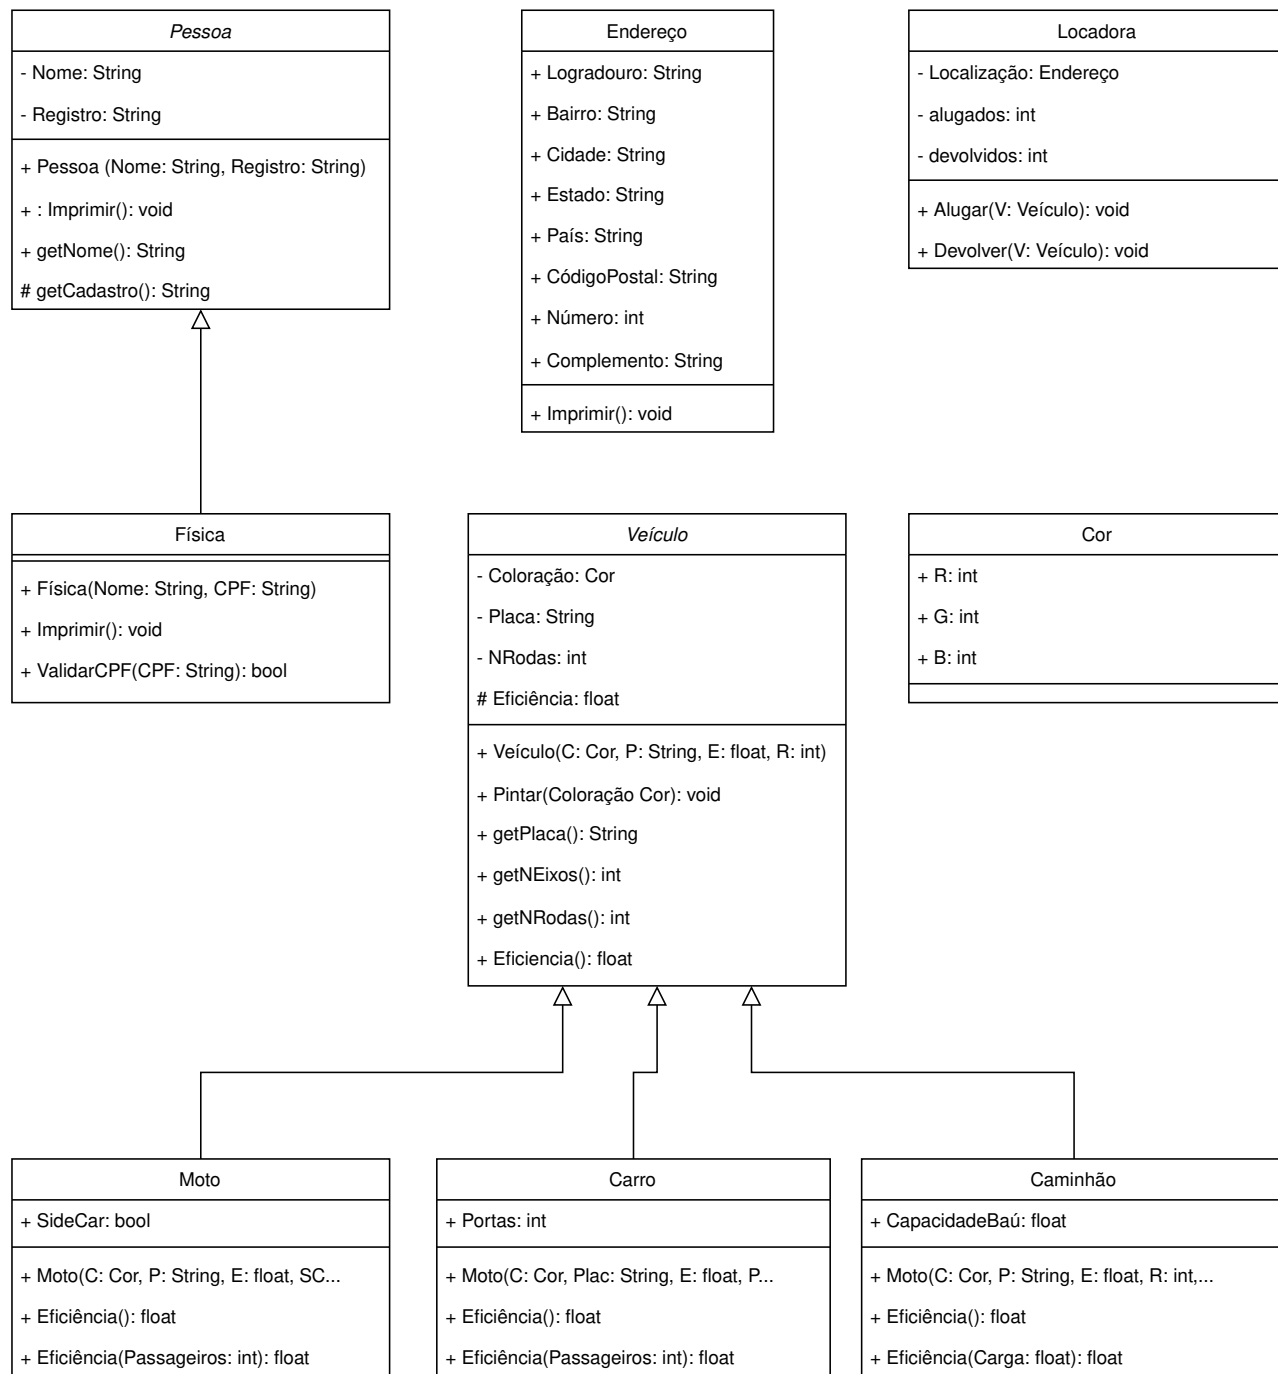 Pessoa
- Nome: String
- Registro: String
+ Pessoa (Nome: String, Registro: String)
+ : Imprimir(): void
+ getNome(): String
# getCadastro(): String
Endereço
+ Logradouro: String
+ Bairro: String
+ Cidade: String
+ Estado: String
+ País: String
+ CódigoPostal: String
+ Número: int
+ Complemento: String
+ Imprimir(): void
Locadora
- Localização: Endereço
- alugados: int
- devolvidos: int
+ Alugar(V: Veículo): void
+ Devolver(V: Veículo): void
Física
+ Física(Nome: String, CPF: String)
+ Imprimir(): void
+ ValidarCPF(CPF: String): bool
Veículo
- Coloração: Cor
- Placa: String
- NRodas: int
# Eficiência: float
+ Veículo(C: Cor, P: String, E: float, R: int)
+ Pintar(Coloração Cor): void
+ getPlaca(): String
+ getNEixos(): int
+ getNRodas(): int
+ Eficiencia(): float
Cor
+ R: int
+ G: int
+ B: int
Moto
+ SideCar: bool
+ Moto(C: Cor, P: String, E: float, SC...
+ Eficiência(): float
+ Eficiência(Passageiros: int): float
Carro
+ Portas: int
+ Moto(C: Cor, Plac: String, E: float, P...
+ Eficiência(): float
+ Eficiência(Passageiros: int): float
Caminhão
+ CapacidadeBaú: float
+ Moto(C: Cor, P: String, E: float, R: int,...
+ Eficiência(): float
+ Eficiência(Carga: float): float